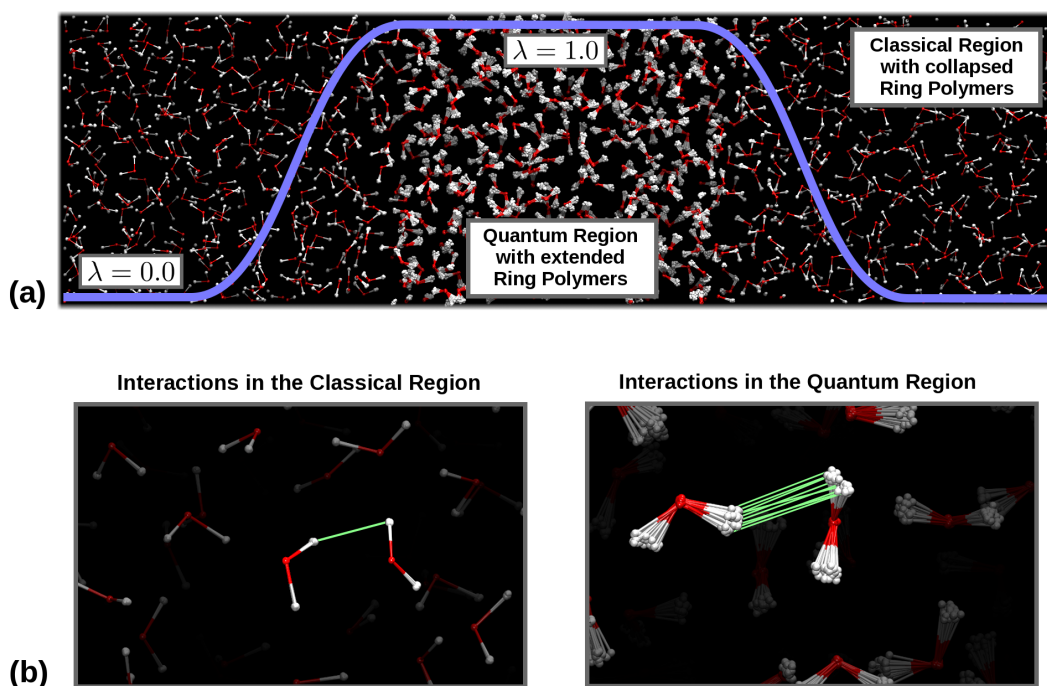 λ = 1.0
Classical Region
with collapsed
Ring Polymers
λ = 0.0
Quantum Region
with extended
Ring Polymers
(a)
Interactions in the Classical Region
Interactions in the Quantum Region
(b)